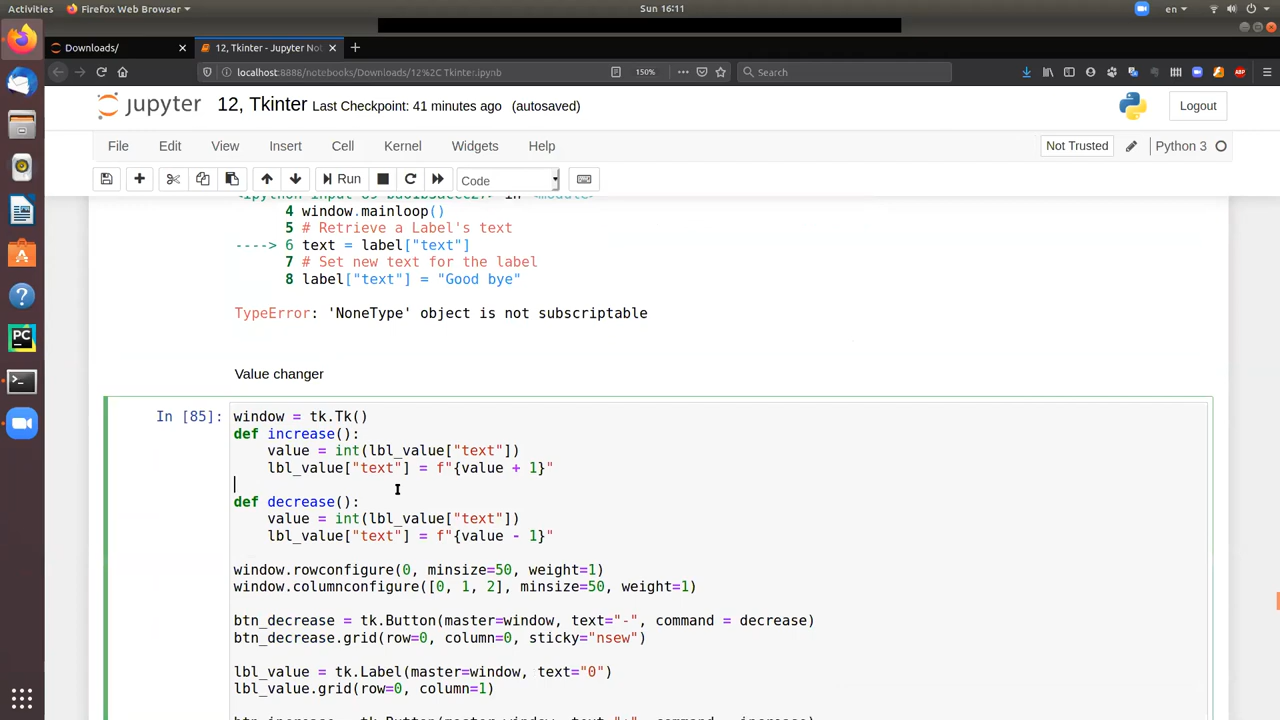 Activities
Firefox Web Browser
Sun 16:11
en
Downloads/
12, Tkinter - Jupyter No
localhost:8888/notebooks/Downloads/12%2C Tkinter.ipynb
150%
Search
ABP
jupyter
12, Tkinter Last Checkpoint: 41 minutes ago (autosaved)
Logout
File Edit View Insert Cell Kernel Widgets Help
Not Trusted
Python 3
Run
Code
in <module>
4 window.mainloop()
5 # Retrieve a Label's text
----> 6 text = label["text"]
7 # Set new text for the label
8 label["text"] = "Good bye"
TypeError: 'NoneType' object is not subscriptable
Value changer
In [85]: window = tk.Tk()
def increase():
value = int(lbl_value["text"])
lbl_value["text"] = f"{value + 1}"
def decrease():
value = int(lbl_value["text"])
lbl_value["text"] = f"{value - 1}"
window.rowconfigure(0, minsize=50, weight=1)
window.columnconfigure([0, 1, 2], minsize=50, weight=1)
btn_decrease = tk.Button(master=window, text="-", command = decrease)
btn_decrease.grid(row=0, column=0, sticky="nsew")
lbl_value = tk.Label(master=window, text="0")
lbl_value.grid(row=0, column=1)